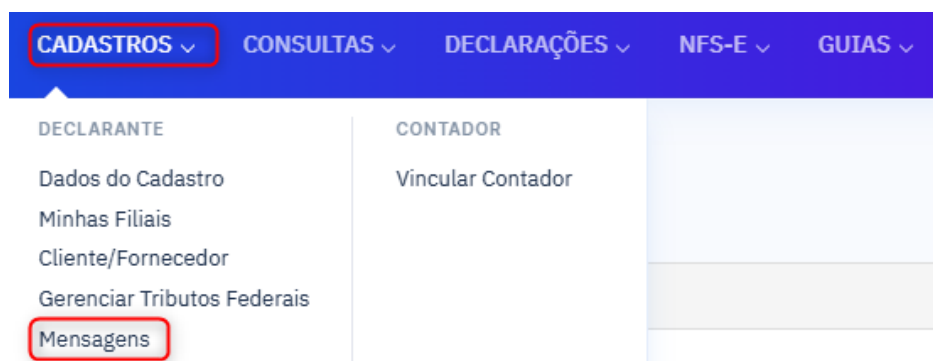 CADASTROS CONSULTAS DECLARAÇÕES NFS-E GUIAS
DECLARANTE
Dados do Cadastro
Minhas Filiais
Cliente/Fornecedor
Gerenciar Tributos Federais
Mensagens
CONTADOR
Vincular Contador